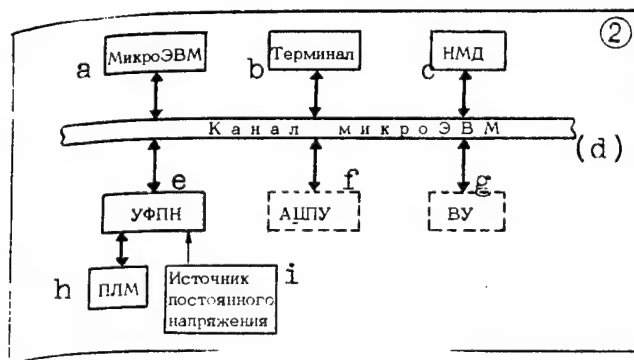 ②
a МикроЭВМ
b Терминал
c НМД
Канал микроЭВМ
(d)
e
f
g
УФПН
АЦПУ
ВУ
h ПЛМ
Источник
постоянного
напряжения
i